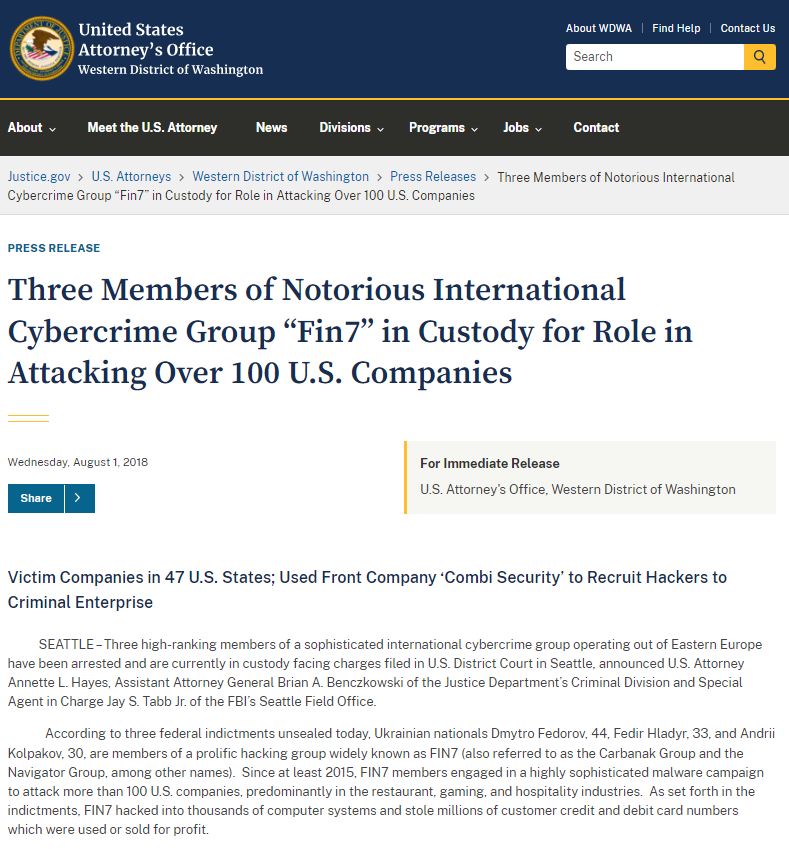 United States
Attorney's Office
Western District of Washington
About WDWA | Find Help | Contact Us
Search
About
Meet the U.S. Attorney
News
Divisions
Programs
Jobs
Contact
Justice.gov > U.S. Attorneys > Western District of Washington > Press Releases > Three Members of Notorious International
Cybercrime Group “Fin7” in Custody for Role in Attacking Over 100 U.S. Companies
PRESS RELEASE
Three Members of Notorious International
Cybercrime Group “Fin7” in Custody for Role in
Attacking Over 100 U.S. Companies
Wednesday, August 1, 2018
Share >
For Immediate Release
U.S. Attorney's Office, Western District of Washington
Victim Companies in 47 U.S. States; Used Front Company ‘Combi Security’ to Recruit Hackers to
Criminal Enterprise
SEATTLE – Three high-ranking members of a sophisticated international cybercrime group operating out of Eastern Europe
have been arrested and are currently in custody facing charges filed in U.S. District Court in Seattle, announced U.S. Attorney
Annette L. Hayes, Assistant Attorney General Brian A. Benczkowski of the Justice Department’s Criminal Division and Special
Agent in Charge Jay S. Tabb Jr. of the FBI’s Seattle Field Office.
According to three federal indictments unsealed today, Ukrainian nationals Dmytro Fedorov, 44, Fedir Hladyr, 33, and Andrii
Kolpakov, 30, are members of a prolific hacking group widely known as FIN7 (also referred to as the Carbanak Group and the
Navigator Group, among other names). Since at least 2015, FIN7 members engaged in a highly sophisticated malware campaign
to attack more than 100 U.S. companies, predominantly in the restaurant, gaming, and hospitality industries. As set forth in the
indictments, FIN7 hacked into thousands of computer systems and stole millions of customer credit and debit card numbers
which were used or sold for profit.